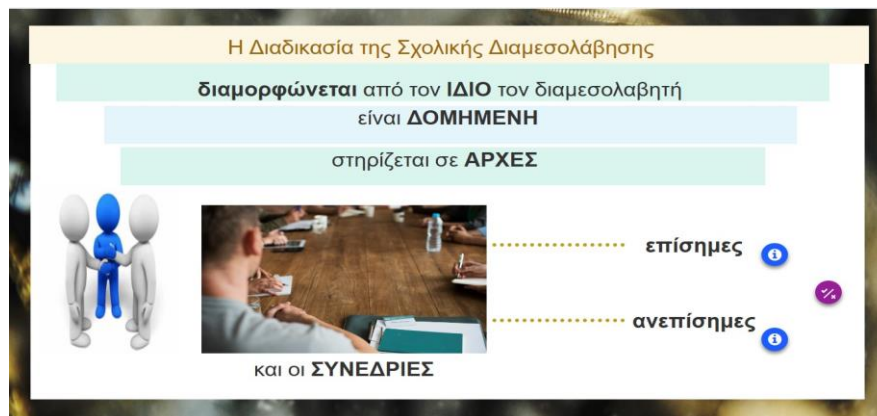 Η Διαδικασία της Σχολικής Διαμεσολάβησης
διαμορφώνεται από τον ΙΔΙΟ τον διαμεσολαβητή
είναι ΔΟΜΗΜΕΝΗ
στηρίζεται σε ΑΡΧΕΣ
επίσημες
ανεπίσημες
και οι ΣΥΝΕΔΡΙΕΣ